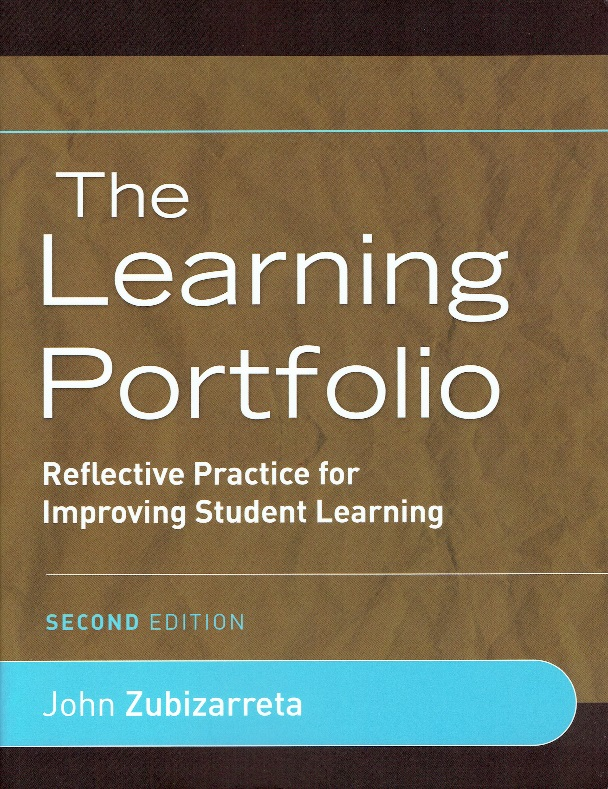 The
Learning
Portfolio
Reflective Practice for
Improving Student Learning
SECOND EDITION
John Zubizarreta